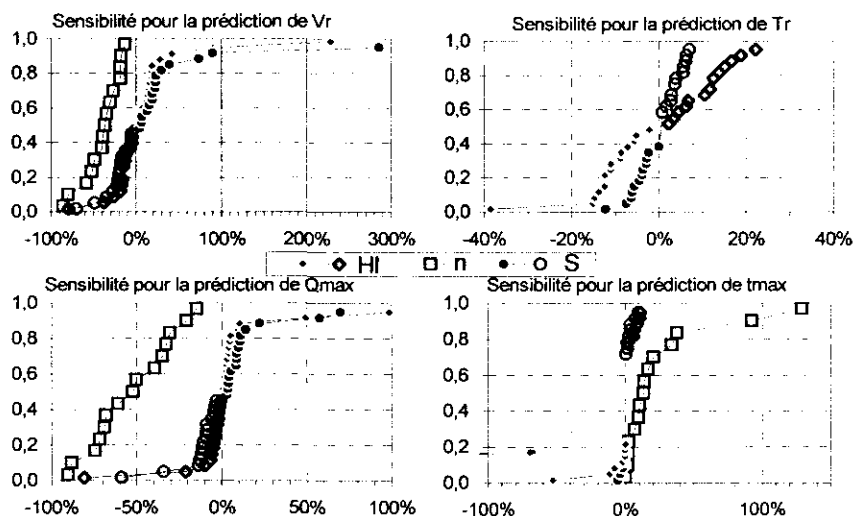 Sensibilité pour la prédiction de Vr
1,0
0,8
0,6
0,4
0,2
0,0
-100% 0% 100% 200% 300%
Sensibilité pour la prédiction de Tr
1,0
0,8
0,6
0,4
0,2
0,0
-40% -20% 0% 20% 40%
HI n S
Sensibilité pour la prédiction de Qmax
1,0
0,8
0,6
0,4
0,2
0,0
-100% -50% 0% 50% 100%
Sensibilité pour la prédiction de tmax
1,0
0,8
0,6
0,4
0,2
0,0
-100% 0% 100%